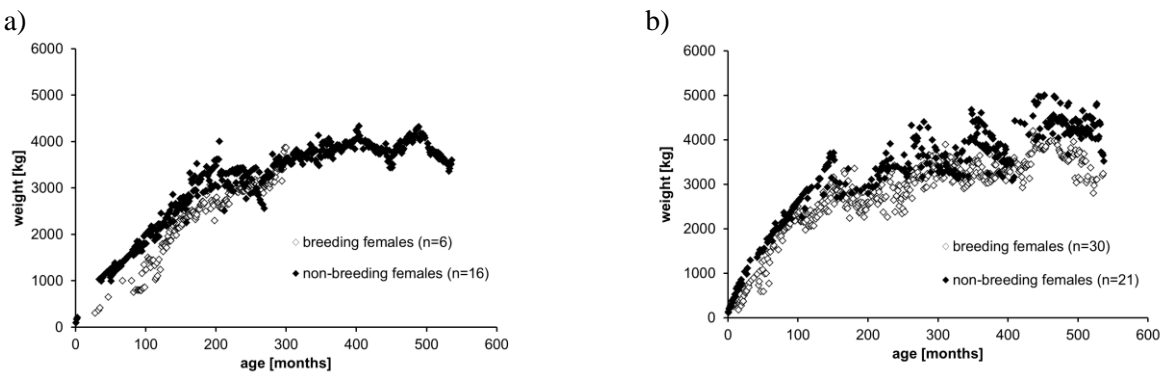 a)
6000
5000
4000
3000
2000
1000
0
weight [kg]
breeding females (n=6)
non-breeding females (n=16)
0 100 200 300 400 500 600
age [months]
b)
6000
5000
4000
3000
2000
1000
0
weight [kg]
breeding females (n=30)
non-breeding females (n=21)
0 100 200 300 400 500 600
age [months]